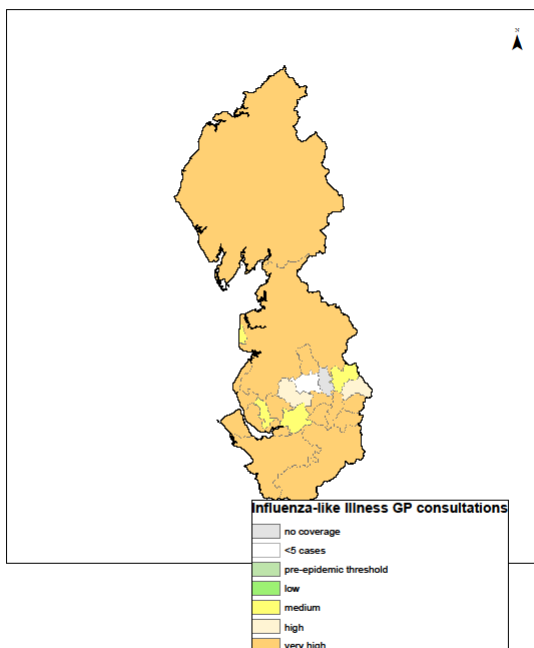 N
Influenza-like Illness GP consultations
no coverage
<5 cases
pre-epidemic threshold
low
medium
high
very high